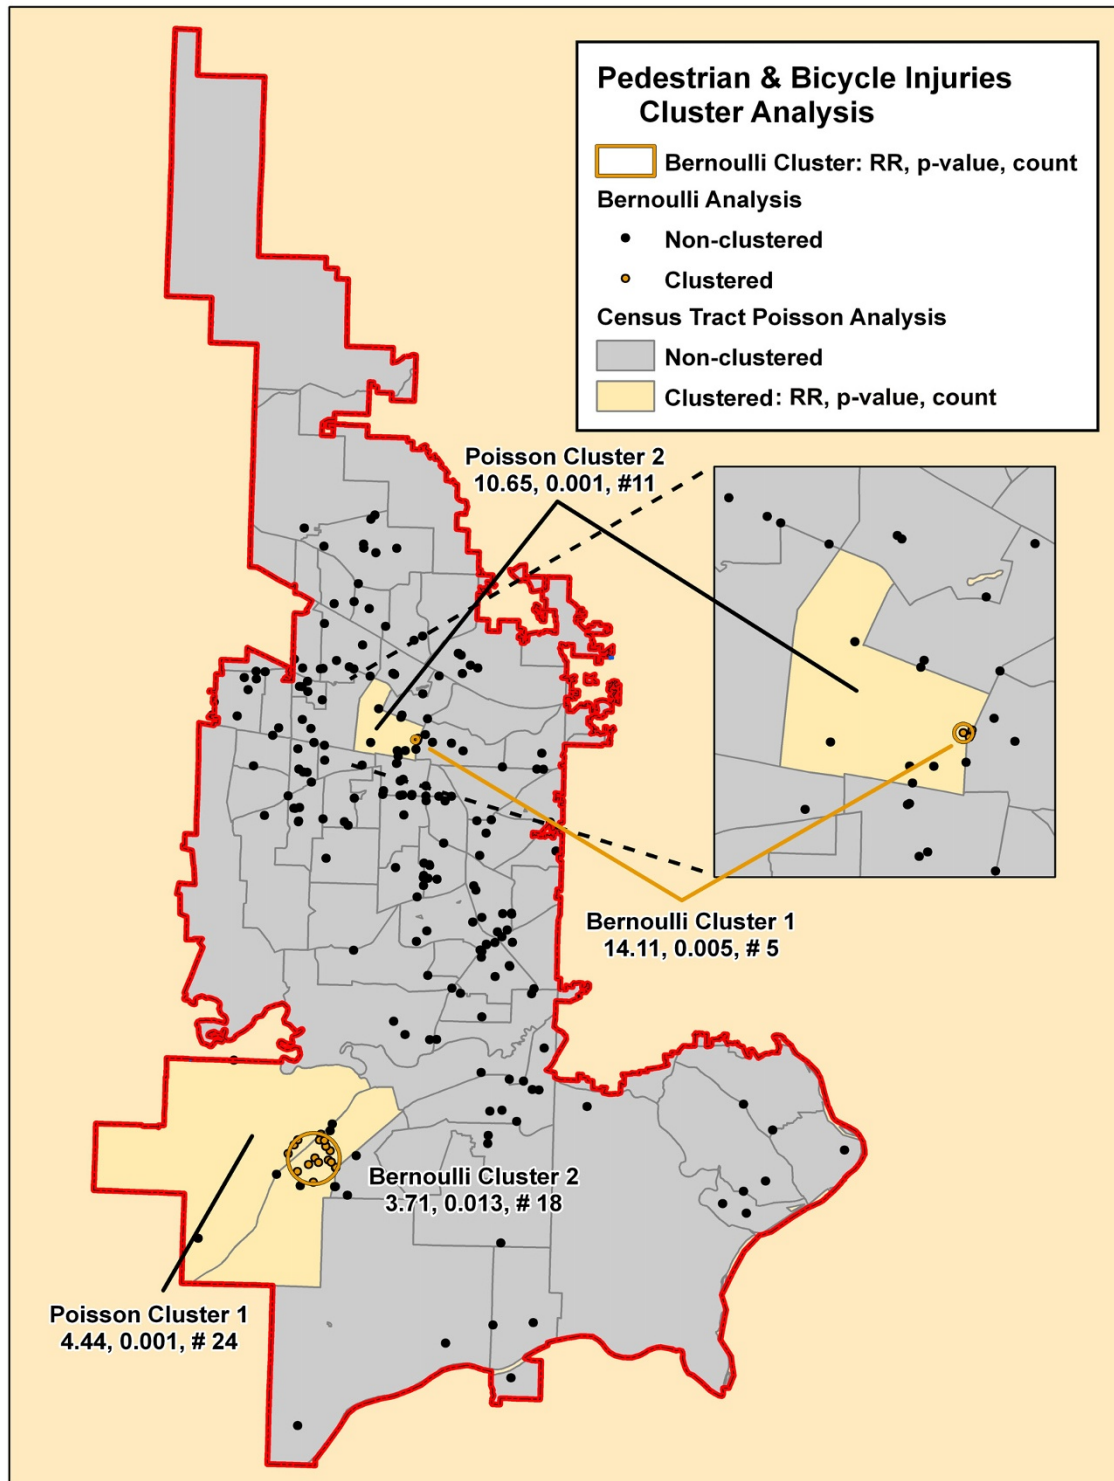 Pedestrian & Bicycle Injuries
Cluster Analysis
Bernoulli Cluster: RR, p-value, count
Bernoulli Analysis
Non-clustered
Clustered
Census Tract Poisson Analysis
Non-clustered
Clustered: RR, p-value, count
Poisson Cluster 2
10.65, 0.001, #11
Bernoulli Cluster 1
14.11, 0.005, # 5
Bernoulli Cluster 2
3.71, 0.013, # 18
Poisson Cluster 1
4.44, 0.001, # 24